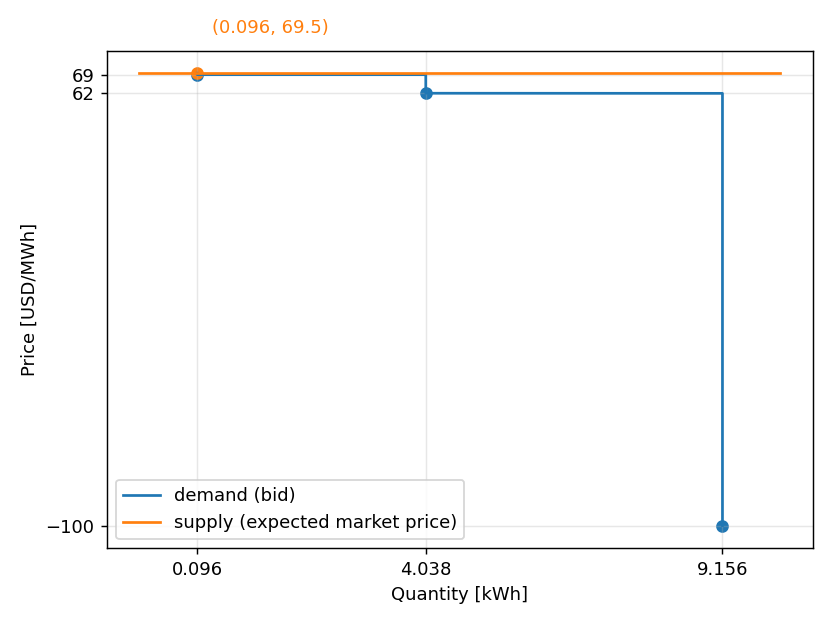 (0.096, 69.5)
69
62
−100
Price [USD/MWh]
demand (bid)
supply (expected market price)
0.096
4.038
9.156
Quantity [kWh]